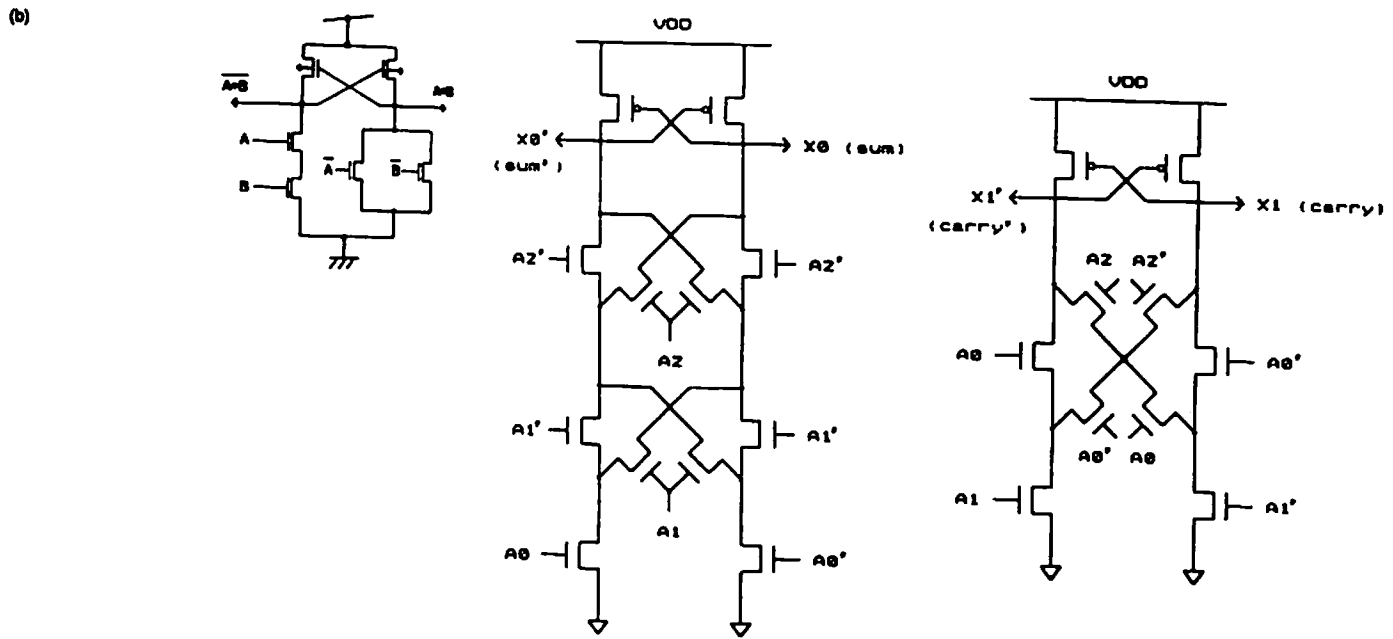 (b)
VDD
A•B
A•B
A
B
A
B
X0'
(sum')
X0 (sum)
A2'
A2'
A2
A1'
A1'
A1
A0
A0'
VDD
X1'
(carry')
X1 (carry)
A2 A2'
A0
A0'
A0' A0
A1
A1'